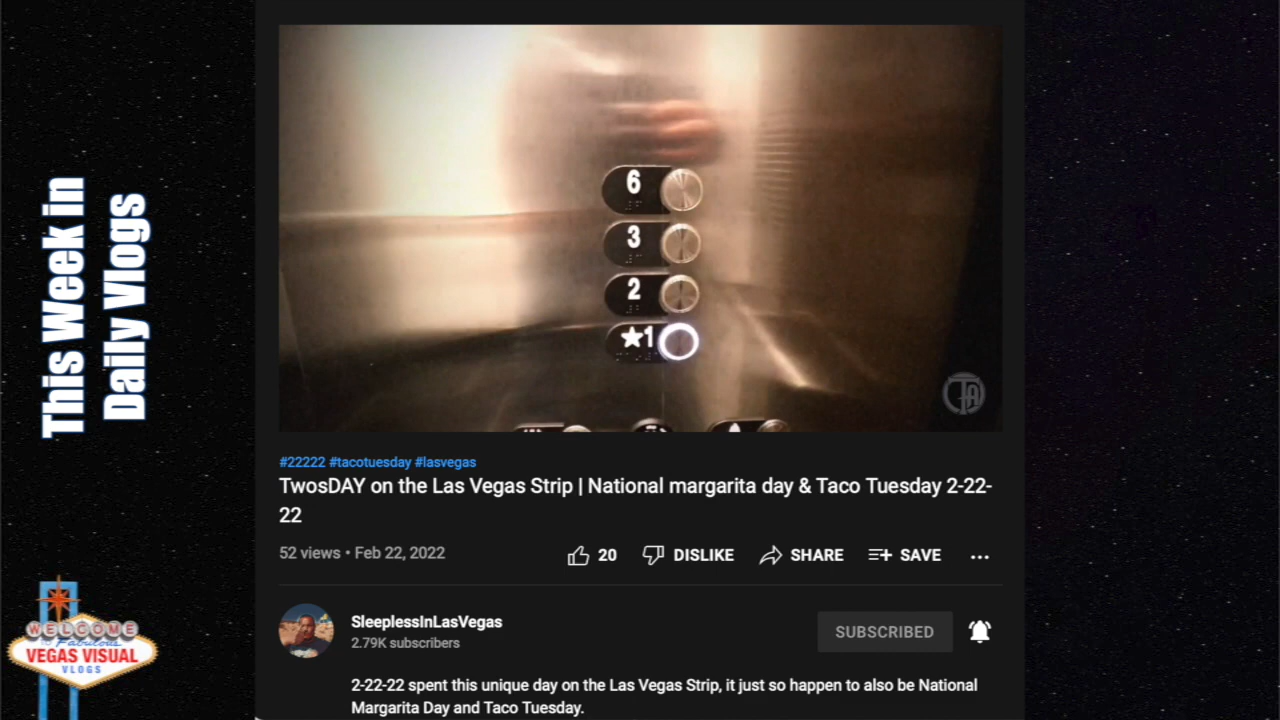 This Week in
Daily Vlogs
6
3
2
★1
TA
#22222 #tacotuesday #lasvegas
TwosDAY on the Las Vegas Strip | National margarita day & Taco Tuesday 2-22-
22
52 views • Feb 22, 2022
20
DISLIKE
SHARE
SAVE
SleeplessInLasVegas
2.79K subscribers
SUBSCRIBED
2-22-22 spent this unique day on the Las Vegas Strip, it just so happen to also be National
Margarita Day and Taco Tuesday.
WELCOME
to Fabulous
VEGAS VISUAL
VLOGS